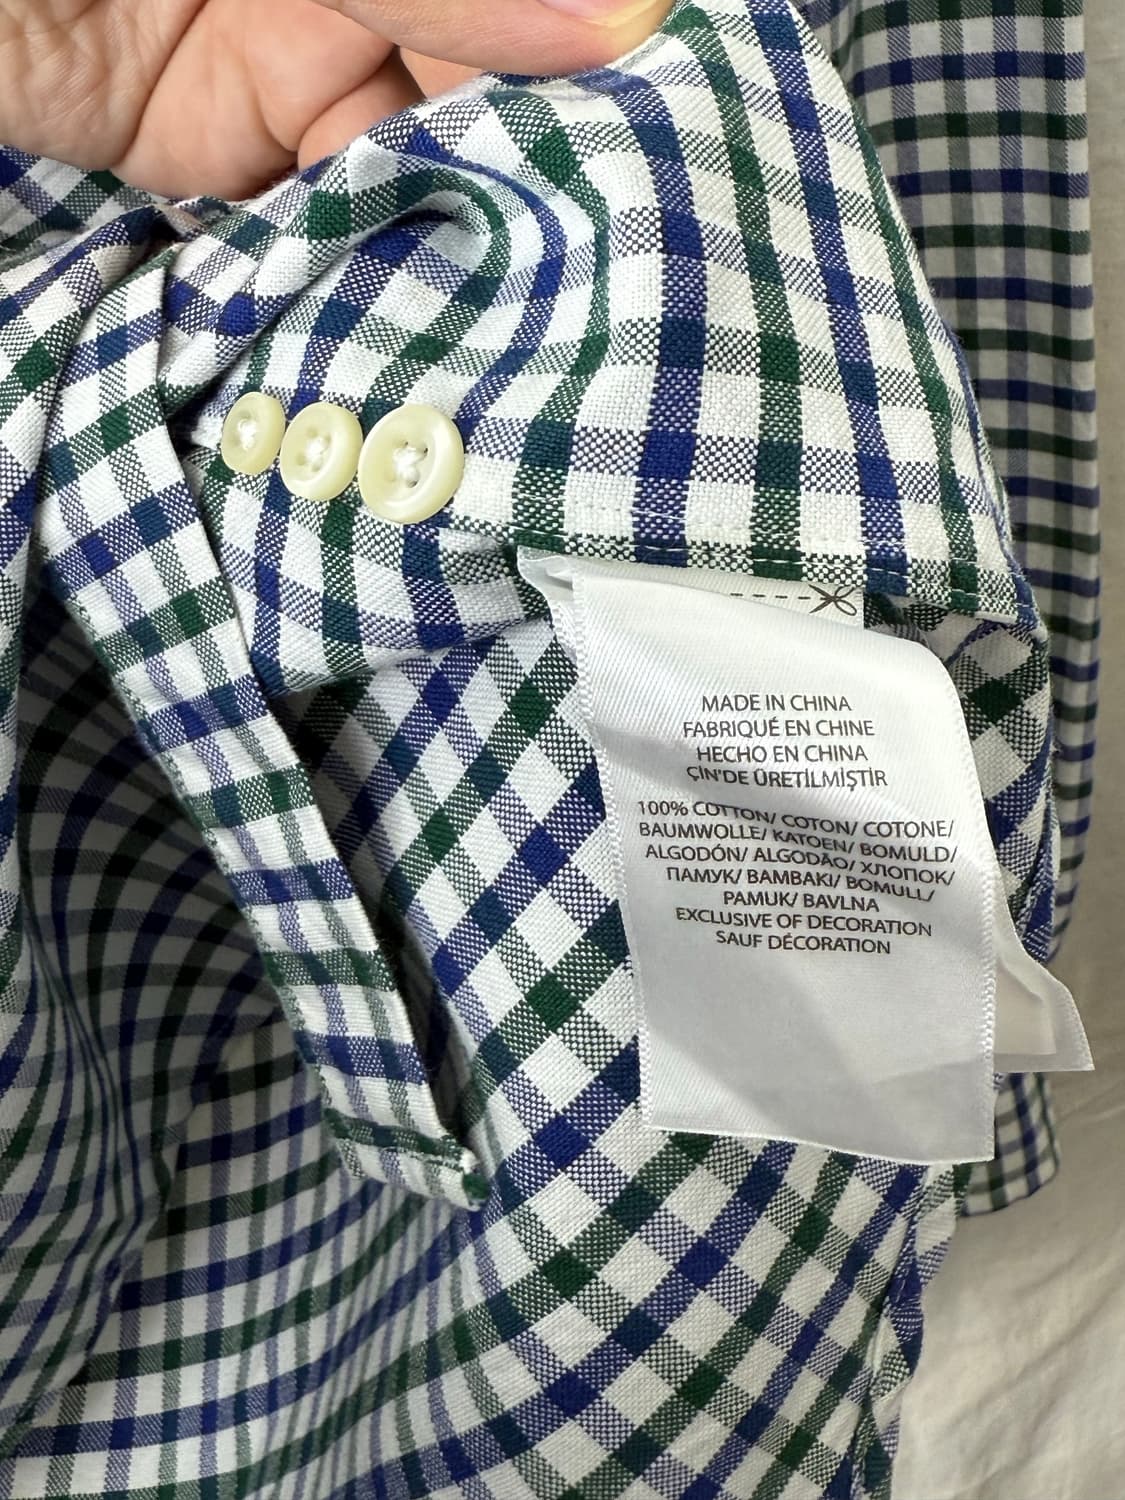 MADE IN CHINA
FABRIQUÉ EN CHINE
HECHO EN CHINA
ÇİN'DE ÜRETİLMİŞTİR
100% COTTON/ COTON/ COTONE/
BAUMWOLLE/ KATOEN/ BOMULD/
ALGODÓN/ ALGODÃO/ ХЛОПОК/
ПАМУК/ BAMBAKI/ BOMULL/
PAMUK/ BAVLNA
EXCLUSIVE OF DECORATION
SAUF DÉCORATION